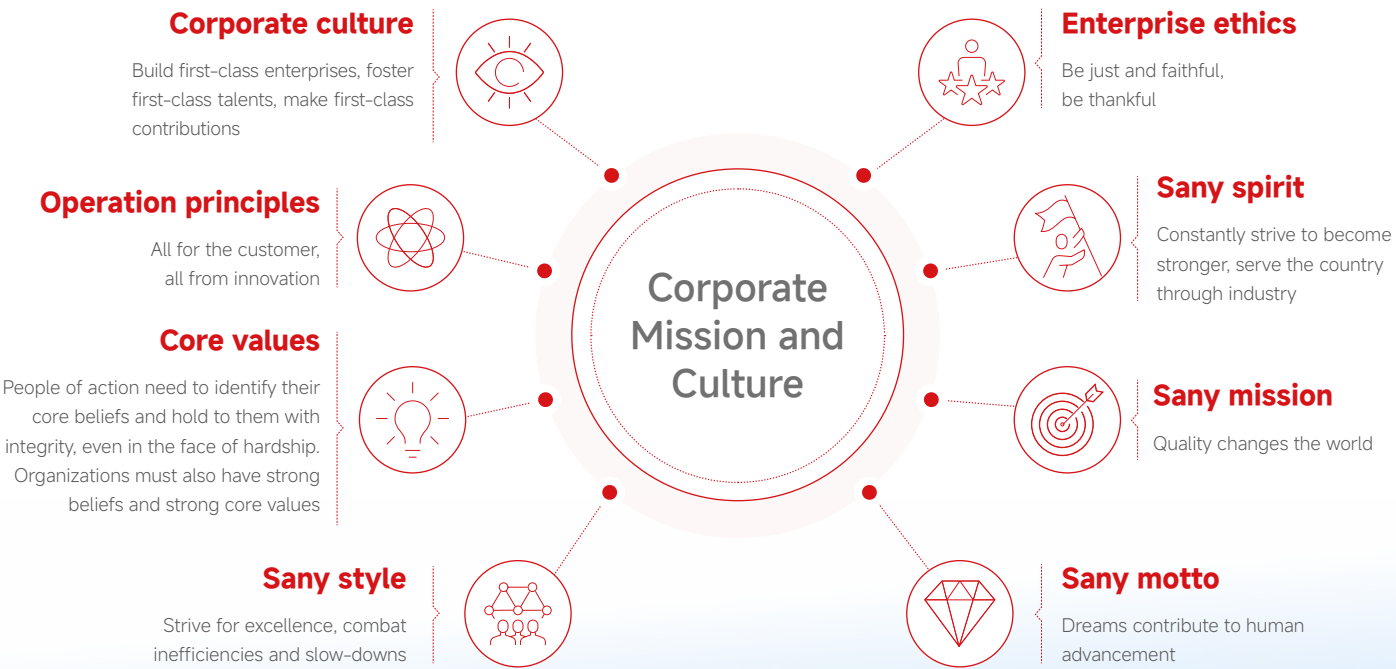 Corporate culture
Build first-class enterprises, foster
first-class talents, make first-class
contributions
Operation principles
All for the customer,
all from innovation
Core values
People of action need to identify their
core beliefs and hold to them with
integrity, even in the face of hardship.
Organizations must also have strong
beliefs and strong core values
Sany style
Strive for excellence, combat
inefficiencies and slow-downs
Corporate
Mission and
Culture
Enterprise ethics
Be just and faithful,
be thankful
Sany spirit
Constantly strive to become
stronger, serve the country
through industry
Sany mission
Quality changes the world
Sany motto
Dreams contribute to human
advancement